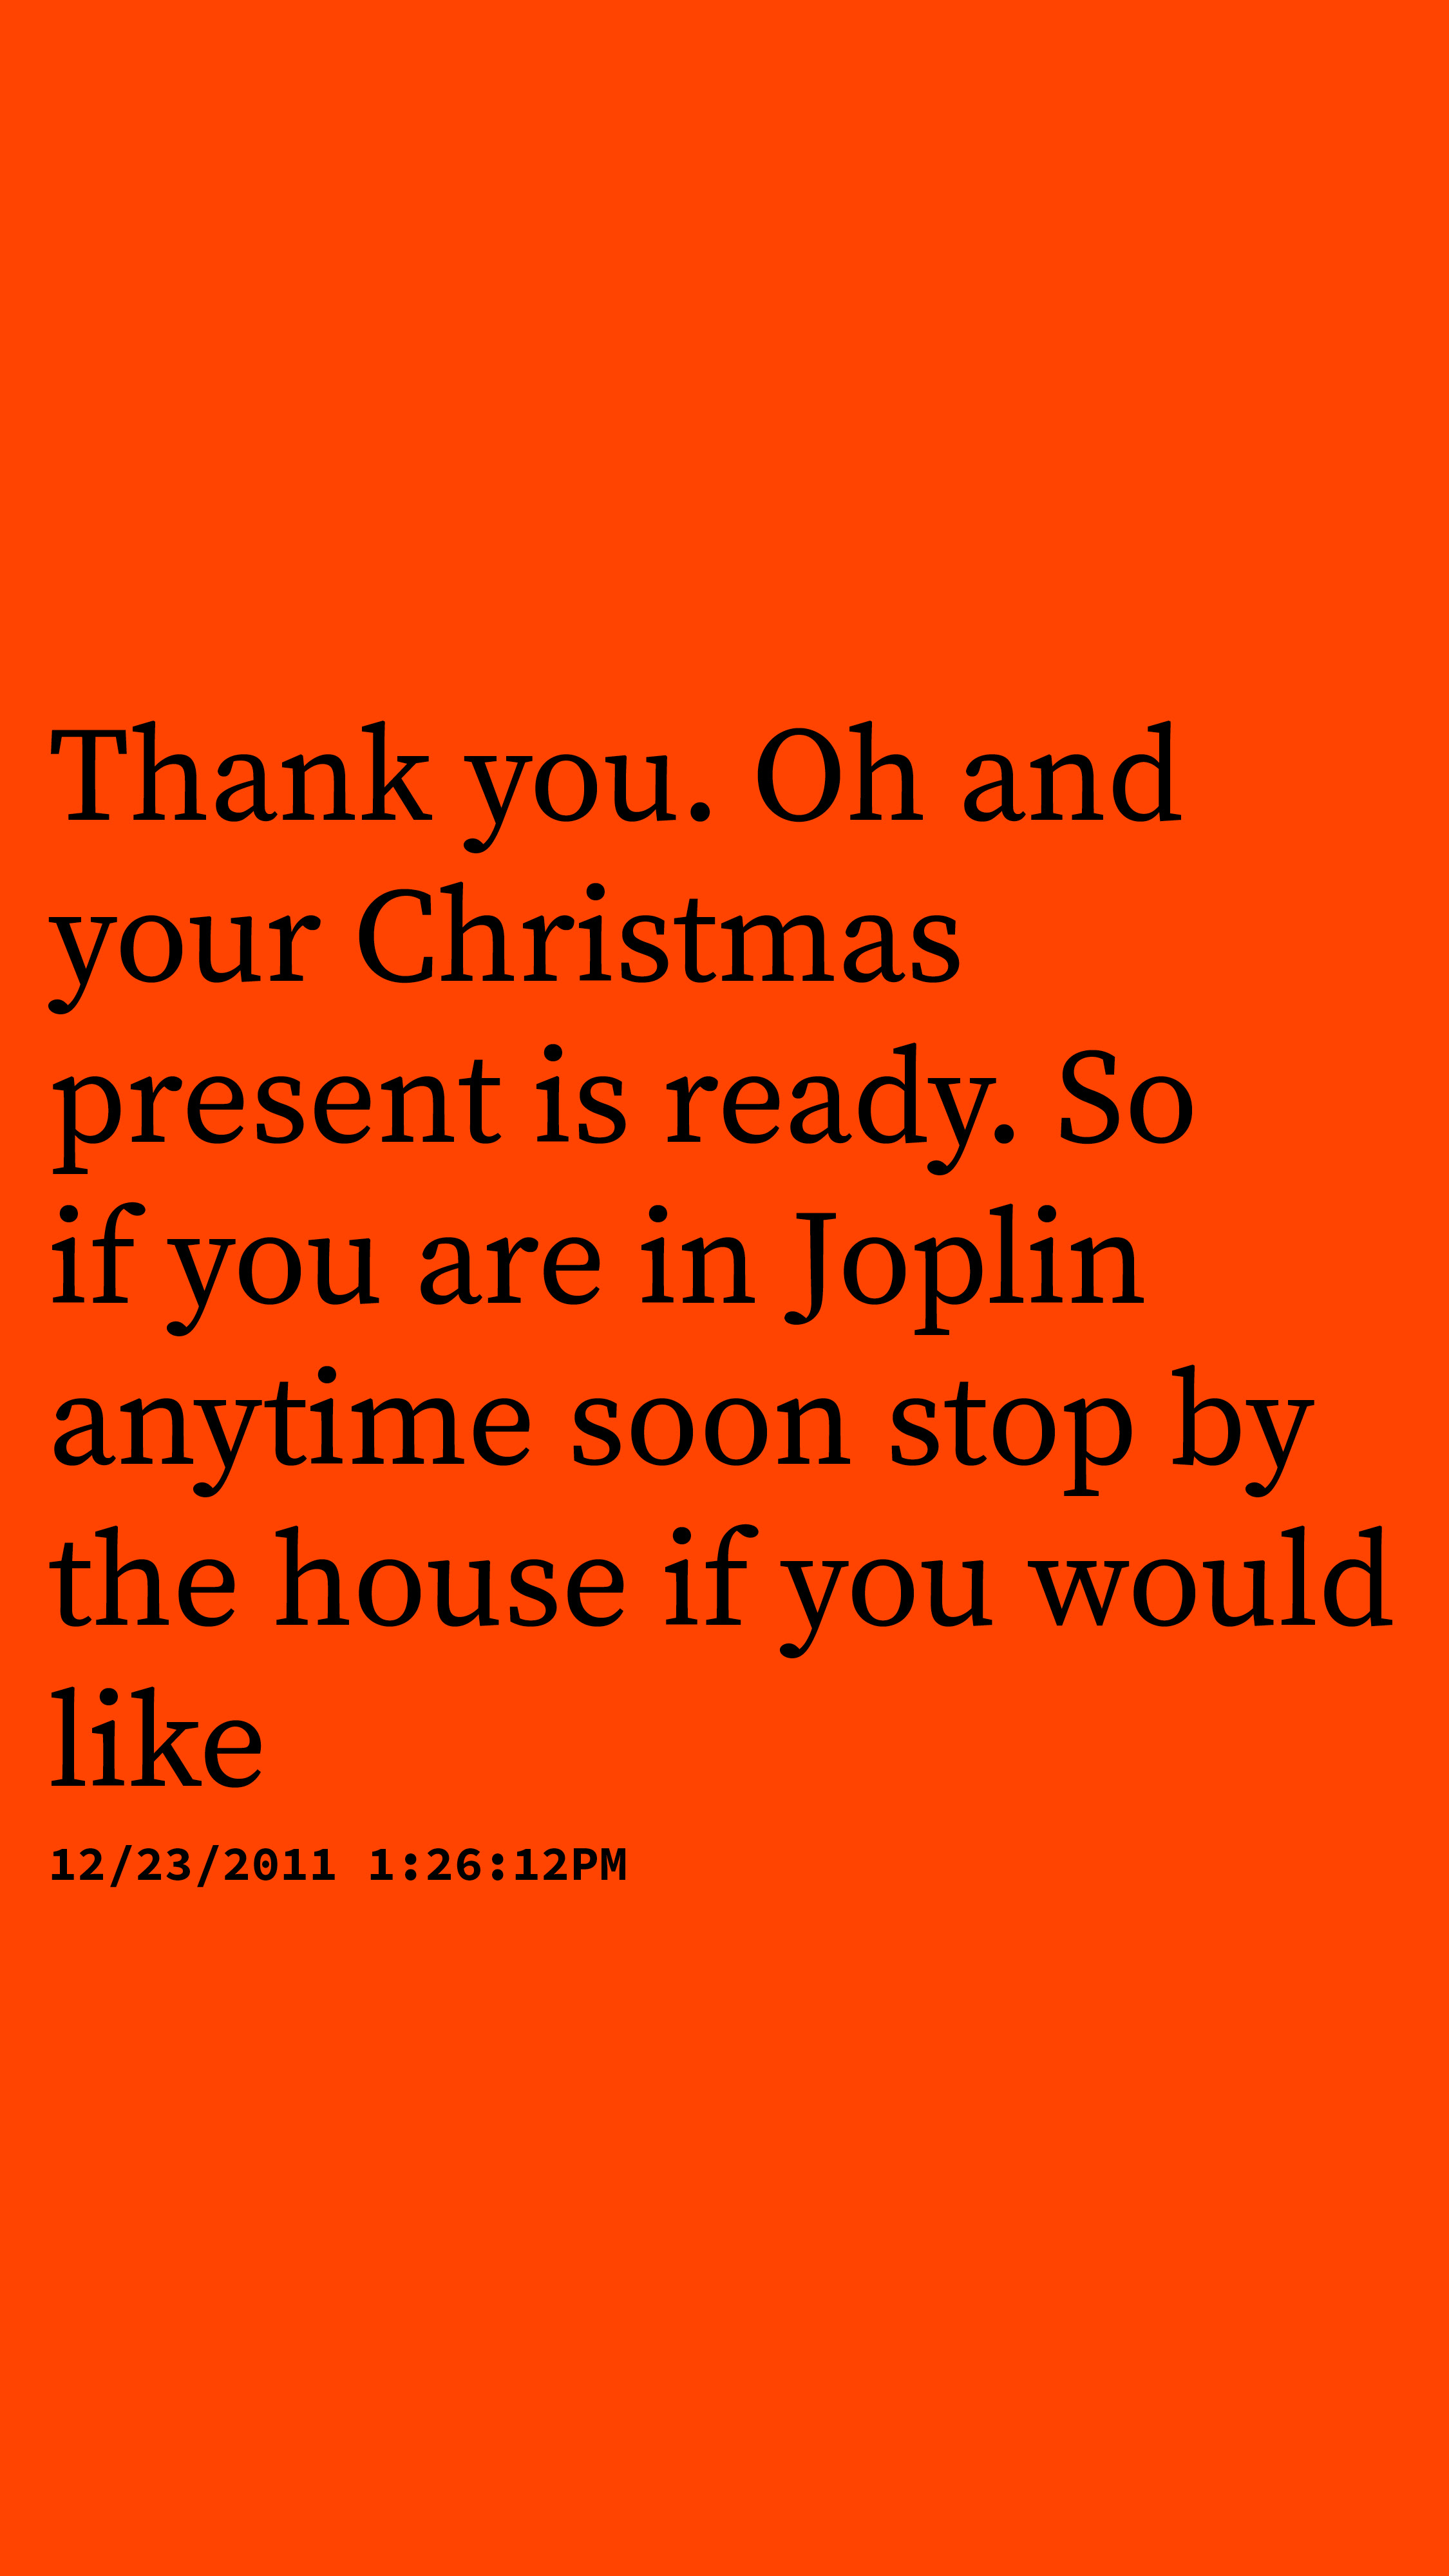 Thank you. Oh and
your Christmas
present is ready. So
if you are in Joplin
anytime soon stop by
the house if you would
like
12/23/2011 1:26:12PM